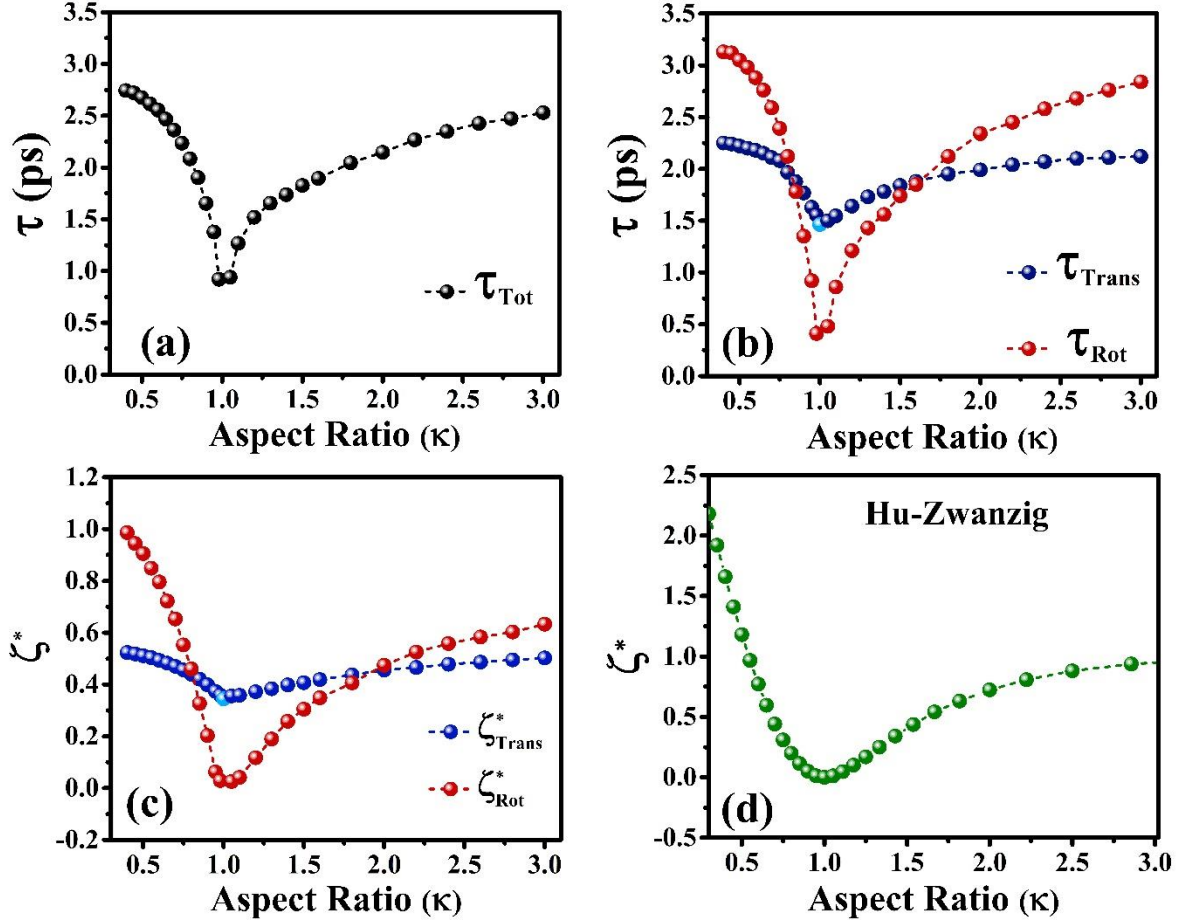 3.5
3.0
2.5
2.0
1.5
1.0
0.5
0.0
τ (ps)
τTot
(a)
0.5 1.0 1.5 2.0 2.5 3.0
Aspect Ratio (κ)
3.5
3.0
2.5
2.0
1.5
1.0
0.5
0.0
τ (ps)
τTrans
τRot
(b)
0.5 1.0 1.5 2.0 2.5 3.0
Aspect Ratio (κ)
1.2
1.0
0.8
0.6
0.4
0.2
0.0
-0.2
ζ*
ζ*Trans
ζ*Rot
(c)
0.5 1.0 1.5 2.0 2.5 3.0
Aspect Ratio (κ)
2.5
2.0
1.5
1.0
0.5
0.0
-0.5
ζ*
Hu-Zwanzig
(d)
0.5 1.0 1.5 2.0 2.5 3.0
Aspect Ratio (κ)